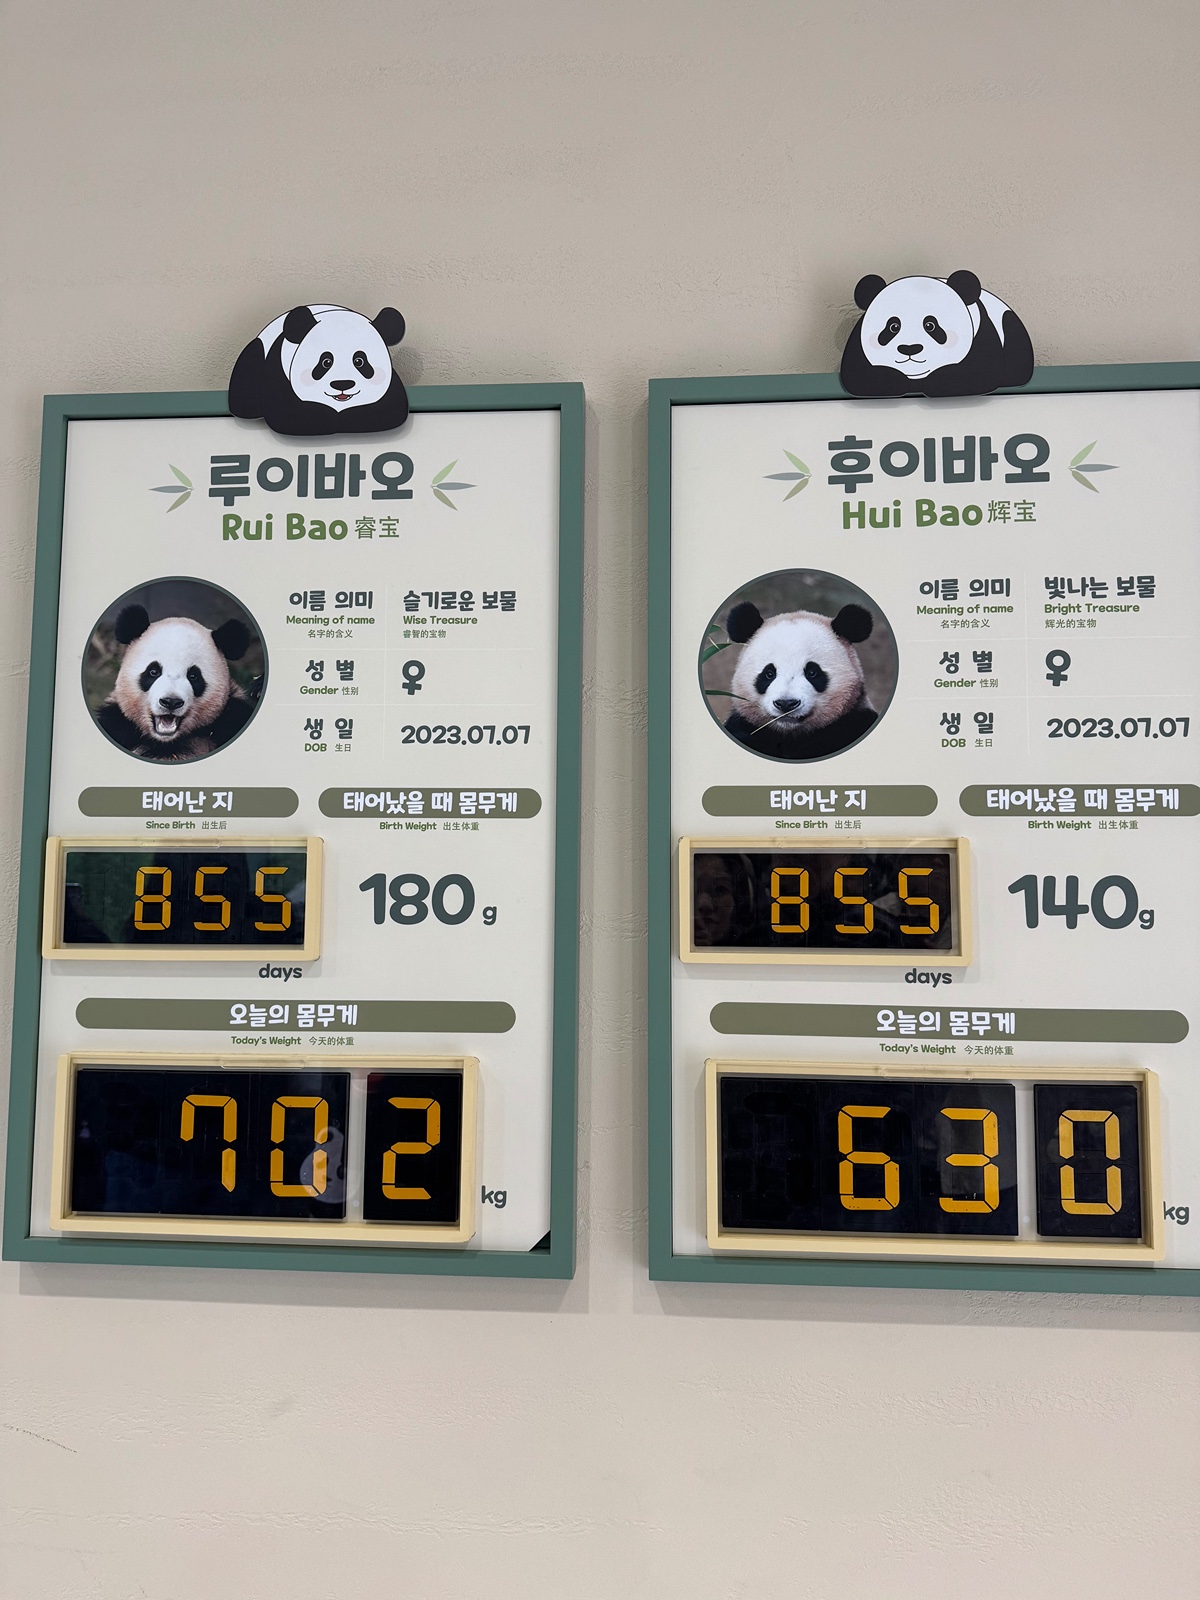 루이바오
Rui Bao 睿宝
이름 의미 슬기로운 보물
Meaning of name Wise Treasure
名字的含义 睿智的宝物
성 별 ♀
Gender 性别
생 일 2023.07.07
DOB 生日
태어난 지 태어났을 때 몸무게
Since Birth 出生后 Birth Weight 出生体重
855 180 g
days
오늘의 몸무게
Today's Weight 今天的体重
70 2 kg
후이바오
Hui Bao 辉宝
이름 의미 빛나는 보물
Meaning of name Bright Treasure
名字的含义 辉光的宝物
성 별 ♀
Gender 性别
생 일 2023.07.07
DOB 生日
태어난 지 태어났을 때 몸무게
Since Birth 出生后 Birth Weight 出生体重
855 140 g
days
오늘의 몸무게
Today's Weight 今天的体重
63 0 kg